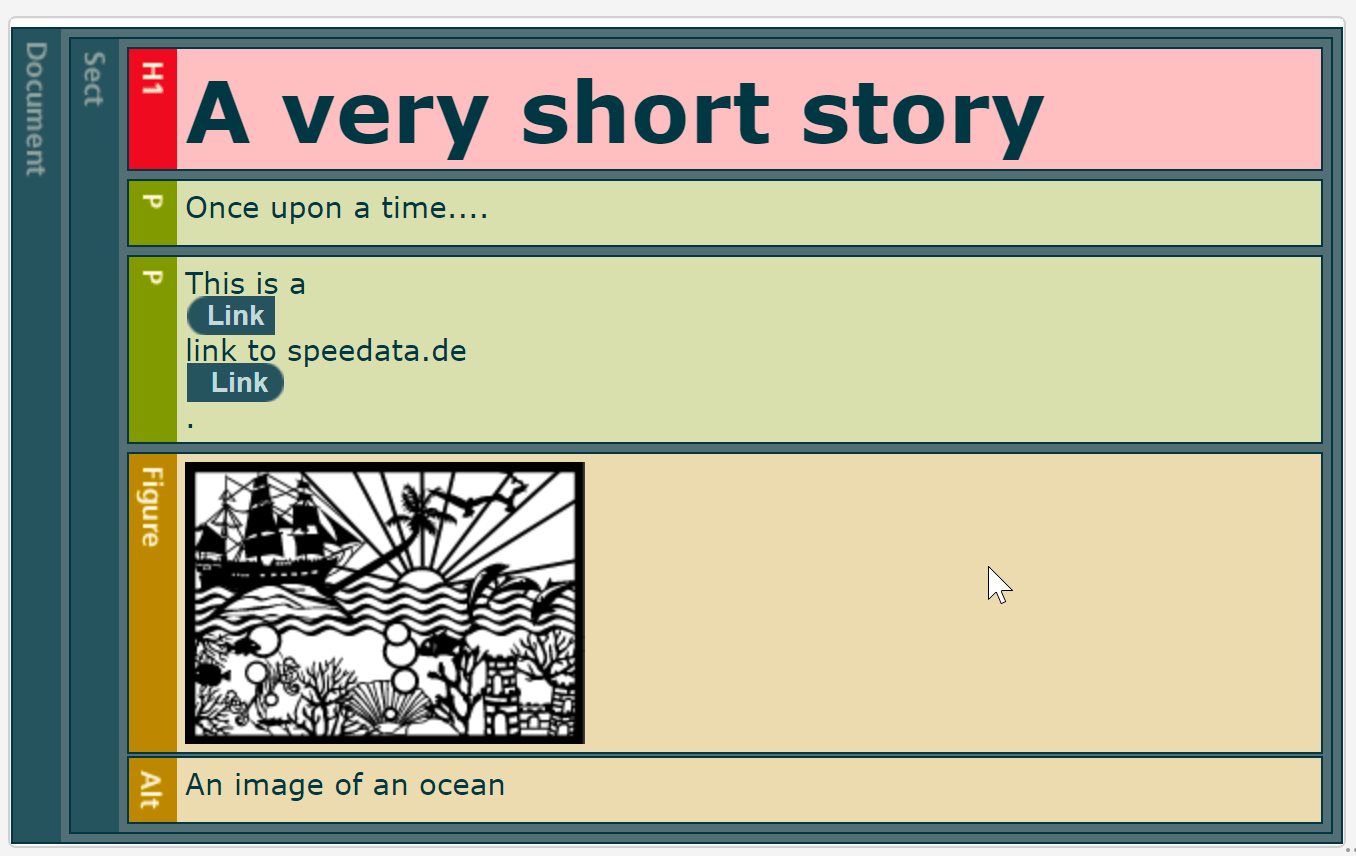 Document
Sect
H1
A very short story
P
Once upon a time....
P
This is a
Link
link to speedata.de
Link
.
Figure
Alt
An image of an ocean